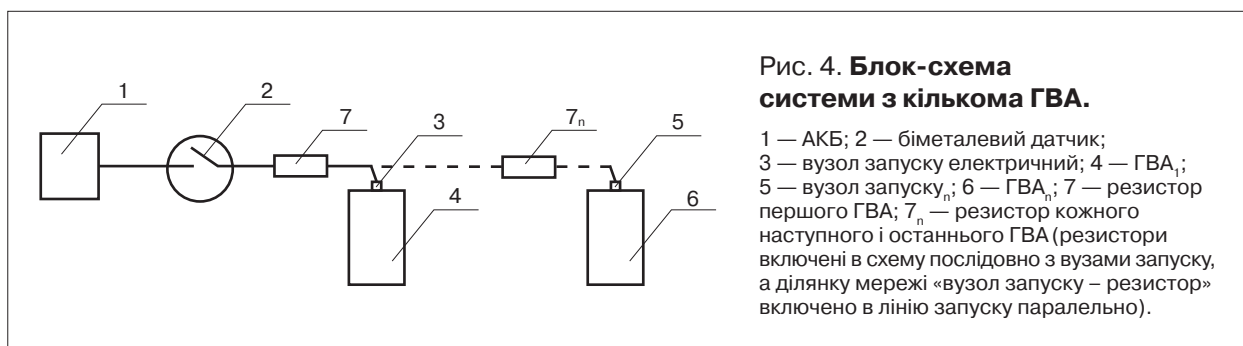 1
2
7
3
7n
5
4
6
Рис. 4. Блок-схема
системи з кількома ГВА.
1 — АКБ; 2 — біметалевий датчик;
3 — вузол запуску електричний; 4 — ГВА1;
5 — вузол запускуn; 6 — ГВАn; 7 — резистор
першого ГВА; 7n — резистор кожного
наступного і останнього ГВА (резистори
включені в схему послідовно з вузами запуску,
а ділянку мережі «вузол запуску – резистор»
включено в лінію запуску паралельно).